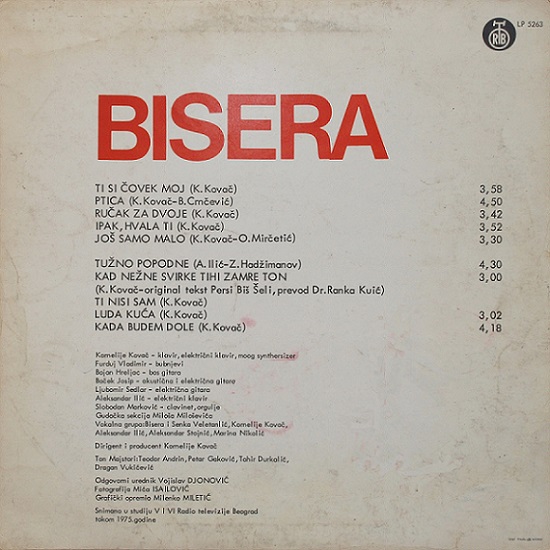 RTB
LP 5263
BISERA
TI SI ČOVEK MOJ (K. Kovač) 3,58
PTICA (K. Kovač-B. Crnčević) 4,50
RUČAK ZA DVOJE (K. Kovač) 3,42
IPAK, HVALA TI (K. Kovač) 3,52
JOŠ SAMO MALO (K. Kovač-O. Mirčetić) 3,30
TUŽNO POPODNE (A. Ilić-Z. Hadžimanov) 4,30
KAD NEŽNE SVIRKE TIHI ZAMRE TON 3,00
(K. Kovač-original tekst Persi Biš Šeli, prevod Dr. Ranka Kuić)
TI NISI SAM (K. Kovač)
LUDA KUĆA (K. Kovač) 3,02
KADA BUDEM DOLE (K. Kovač) 4,18
Kornelije Kovač - klavir, električni klavir, moog synthersizer
Furduj Vladimir - bubnjevi
Bojan Hreljac - bas gitara
Boček Josip - akustična i električna gitara
Ljubomir Sedlar - električna gitara
Aleksandar Ilić - električni klavir
Slobodan Marković - clavinet, orgulje
Gudačka sekcija Miloša Miloševića
Vokalna grupa: Bisera i Senka Veletanlić, Kornelije Kovač,
Aleksandar Ilić, Aleksandar Stojnić, Marina Nikolić
Dirigent i producent Kornelije Kovač
Ton Majstori: Teodor Andrin, Petar Gaković, Tahir Durkalić,
Dragan Vukičević
Odgovorni urednik Vojislav DJONOVIĆ
Fotografija Mića ISAILOVIĆ
Grafički oprema Milenko MILETIĆ
Snimano u studiju V i VI Radio televizije Beograd
tokom 1975. godine